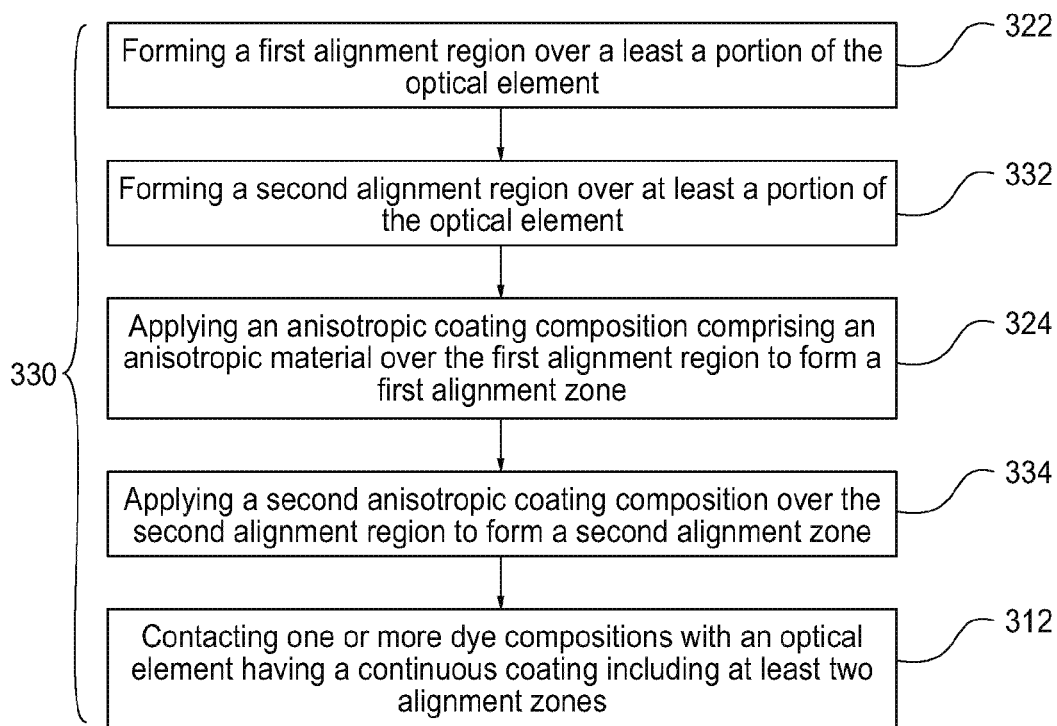 Forming a first alignment region over a least a portion of the
optical element
322
Forming a second alignment region over at least a portion of
the optical element
332
Applying an anisotropic coating composition comprising an
anisotropic material over the first alignment region to form a
first alignment zone
324
330
Applying a second anisotropic coating composition over the
second alignment region to form a second alignment zone
334
Contacting one or more dye compositions with an optical
element having a continuous coating including at least two
alignment zones
312